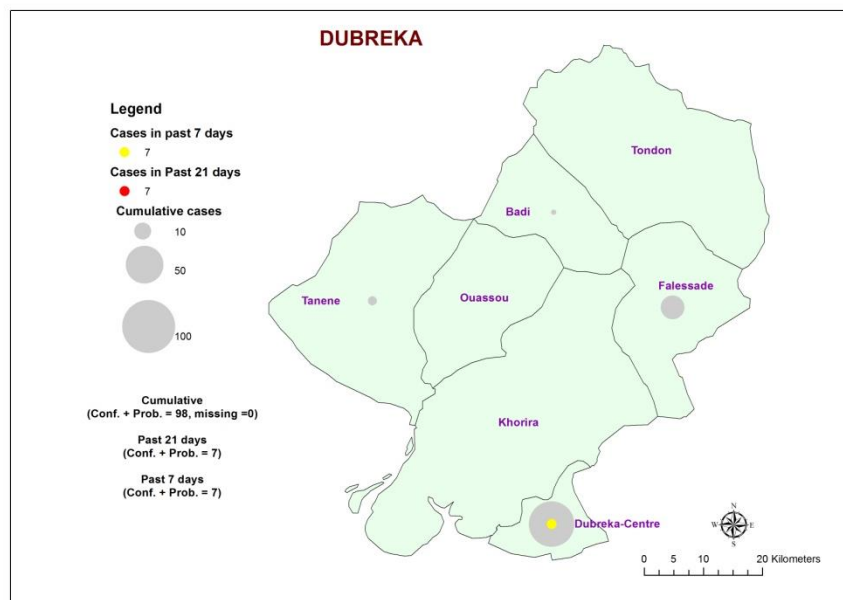 DUBREKA
Legend
Cases in past 7 days
7
Cases in Past 21 days
7
Cumulative cases
10
50
100
Cumulative
(Conf. + Prob. = 98, missing =0)
Past 21 days
(Conf. + Prob. = 7)
Past 7 days
(Conf. + Prob. = 7)
Tondon
Badi
Falessade
Tanene
Ouassou
Khorira
Dubreka-Centre
N
W E
S
0 5 10 20 Kilometers